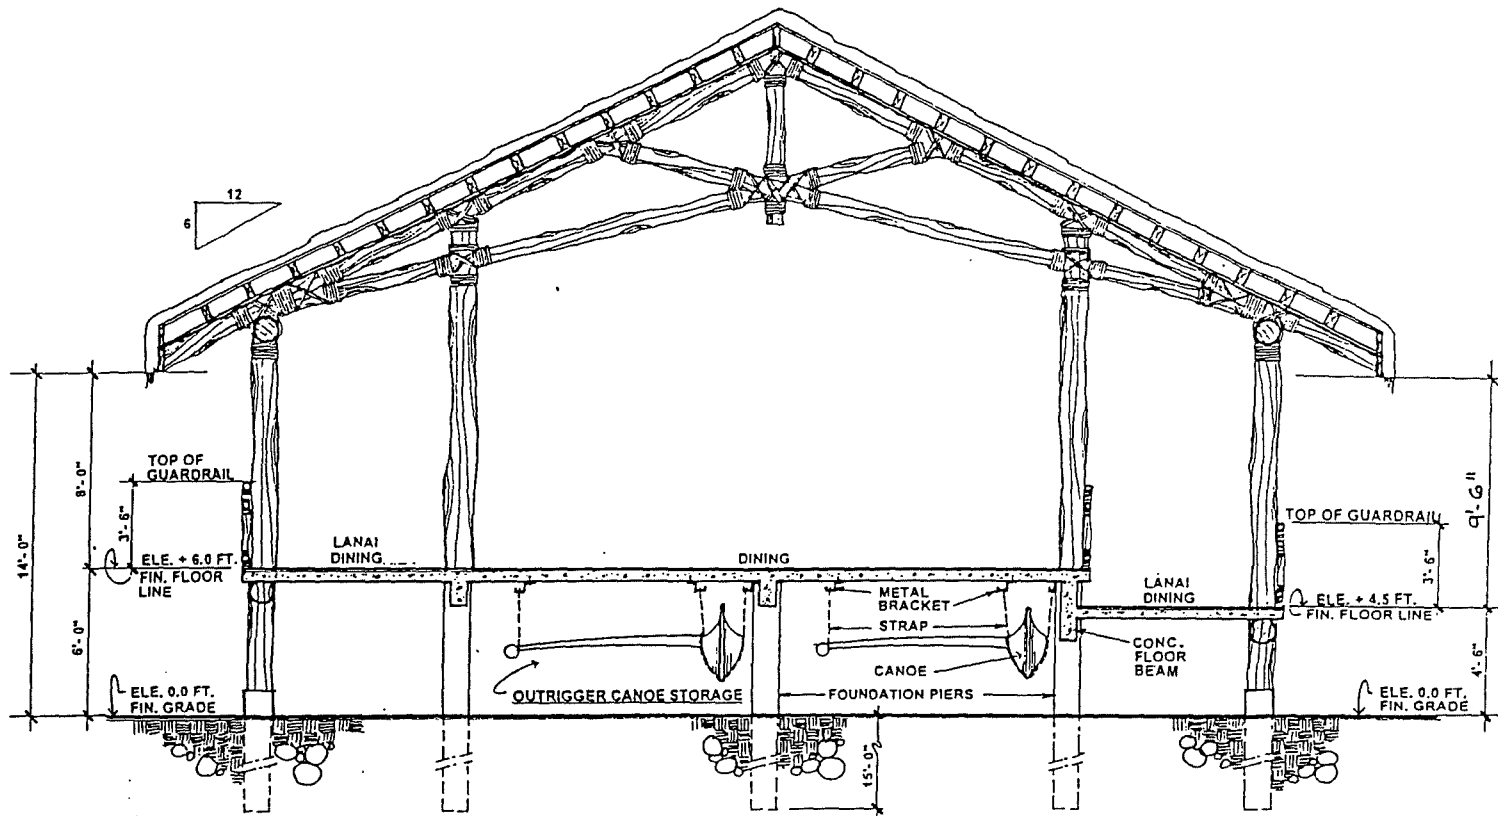 12
6
TOP OF
GUARDRAIL
8'- 0"
3'- 6"
14'- 0"
ELE. + 6.0 FT.
FIN. FLOOR
LINE
LANAI
DINING
DINING
6'- 0"
ELE. 0.0 FT.
FIN. GRADE
METAL
BRACKET
STRAP
CANOE
OUTRIGGER CANOE STORAGE
FOUNDATION PIERS
CONC.
FLOOR
BEAM
LANAI
DINING
TOP OF GUARDRAIL
9'- 6"
3'- 6"
ELE. + 4.5 FT.
FIN. FLOOR LINE
4'- 6"
ELE. 0.0 FT.
FIN. GRADE
15'- 0"